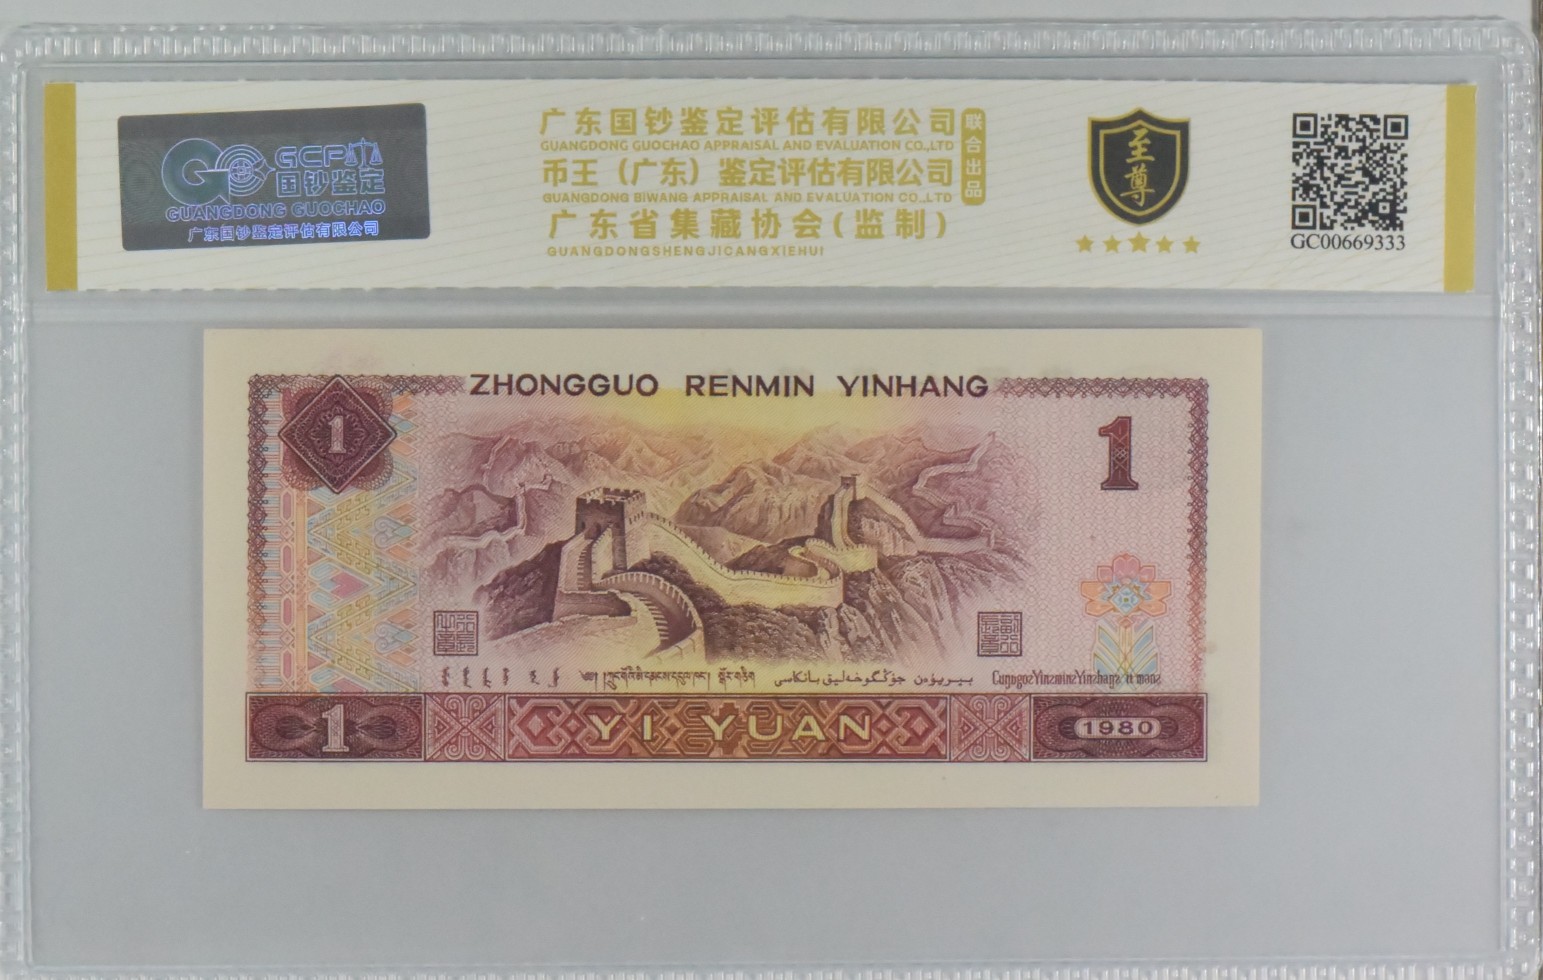 GCP
国钞鉴定
GUANGDONG GUOCHAO
广东国钞鉴定评估有限公司
广东国钞鉴定评估有限公司
GUANGDONG GUOCHAO APPRAISAL AND EVALUATION CO.,LTD
币王（广东）鉴定评估有限公司
GUANGDONG BIWANG APPRAISAL AND EVALUATION CO.,LTD
广东省集藏协会(监制)
GUANGDONGSHENGJICANGXIEHUI
联合出品
至尊
GC00669333
ZHONGGUO RENMIN YINHANG
1
1
بيريۋەن جۇڭگوخەلىق بانكاسى
1
YI YUAN
1980